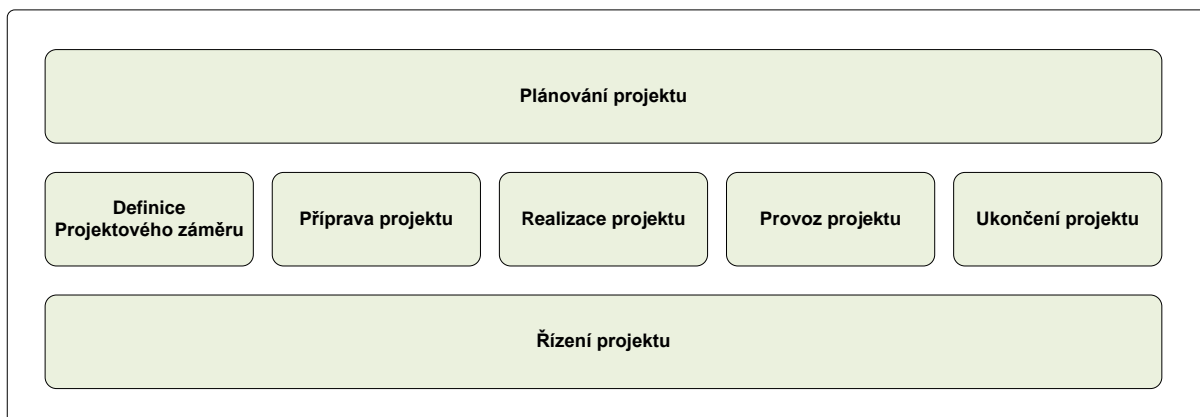 Plánování projektu
Definice
Projektového záměru
Příprava projektu
Realizace projektu
Provoz projektu
Ukončení projektu
Řízení projektu